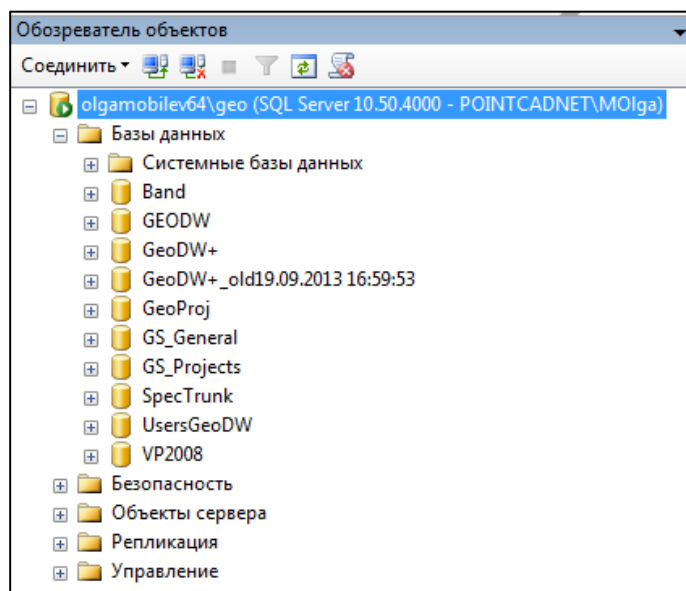 Обозреватель объектов
Соединить
olgamobilev64\geo (SQL Server 10.50.4000 - POINTCADNET\MOlga)
Базы данных
Системные базы данных
Band
GEODW
GeoDW+
GeoDW+_old19.09.2013 16:59:53
GeoProj
GS_General
GS_Projects
SpecTrunk
UsersGeoDW
VP2008
Безопасность
Объекты сервера
Репликация
Управление